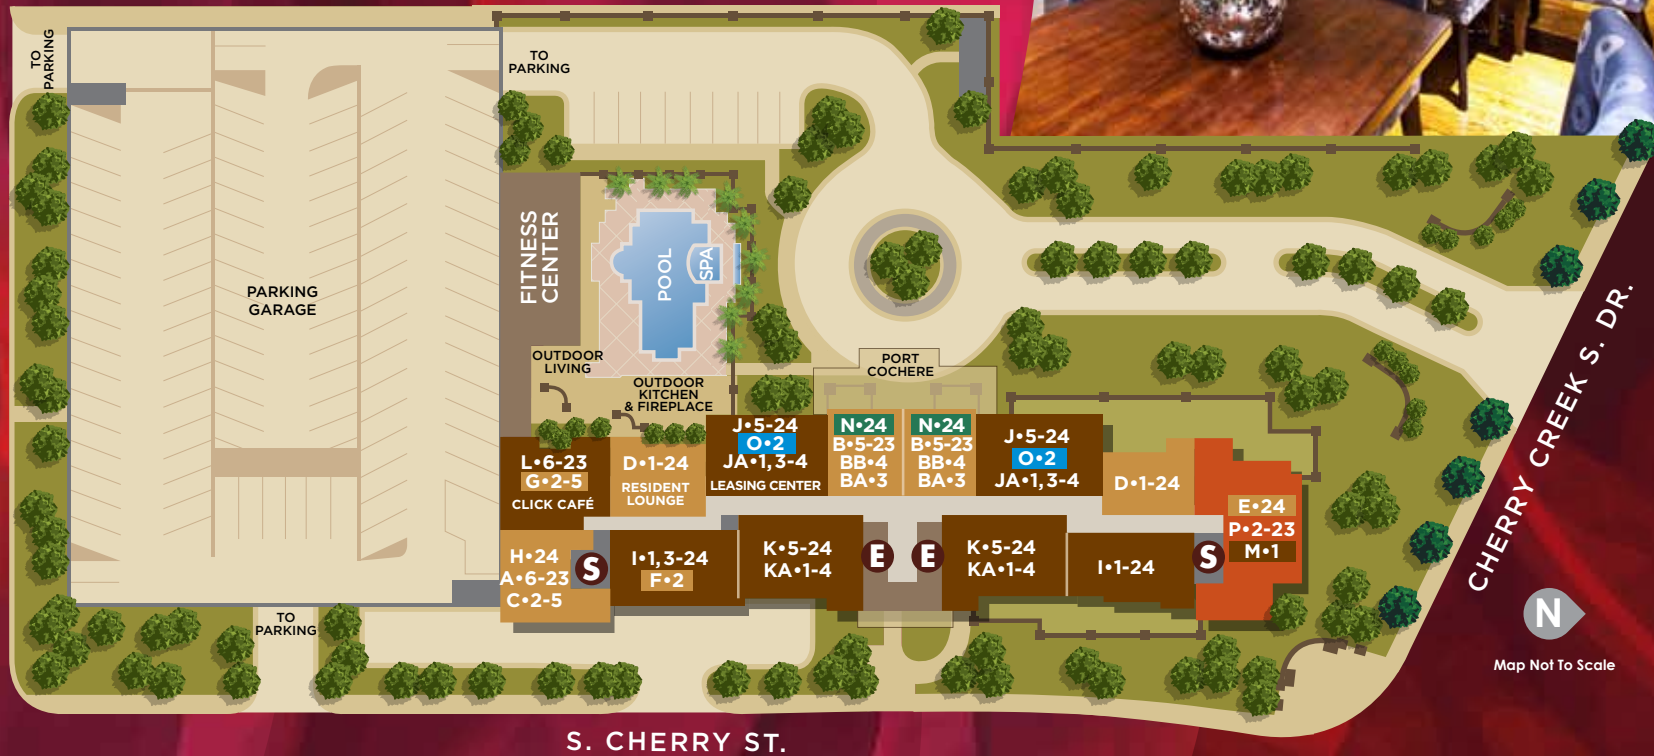 TO
PARKING
TO
PARKING
PARKING
GARAGE
FITNESS
CENTER
POOL
SPA
OUTDOOR
LIVING
OUTDOOR
KITCHEN
& FIREPLACE
PORT
COCHERE
L•6-23
G•2-5
CLICK CAFÉ
D•1-24
RESIDENT
LOUNGE
J•5-24
O•2
JA•1,3-4
LEASING CENTER
N•24
B•5-23
BB•4
BA•3
N•24
B•5-23
BB•4
BA•3
J•5-24
O•2
JA•1,3-4
D•1-24
E•24
P•2-23
M•1
H•24
A•6-23
C•2-5
S
I•1,3-24
F•2
K•5-24
KA•1-4
E
E
K•5-24
KA•1-4
I•1-24
S
TO
PARKING
CHERRY CREEK S. DR.
N
Map Not To Scale
S. CHERRY ST.